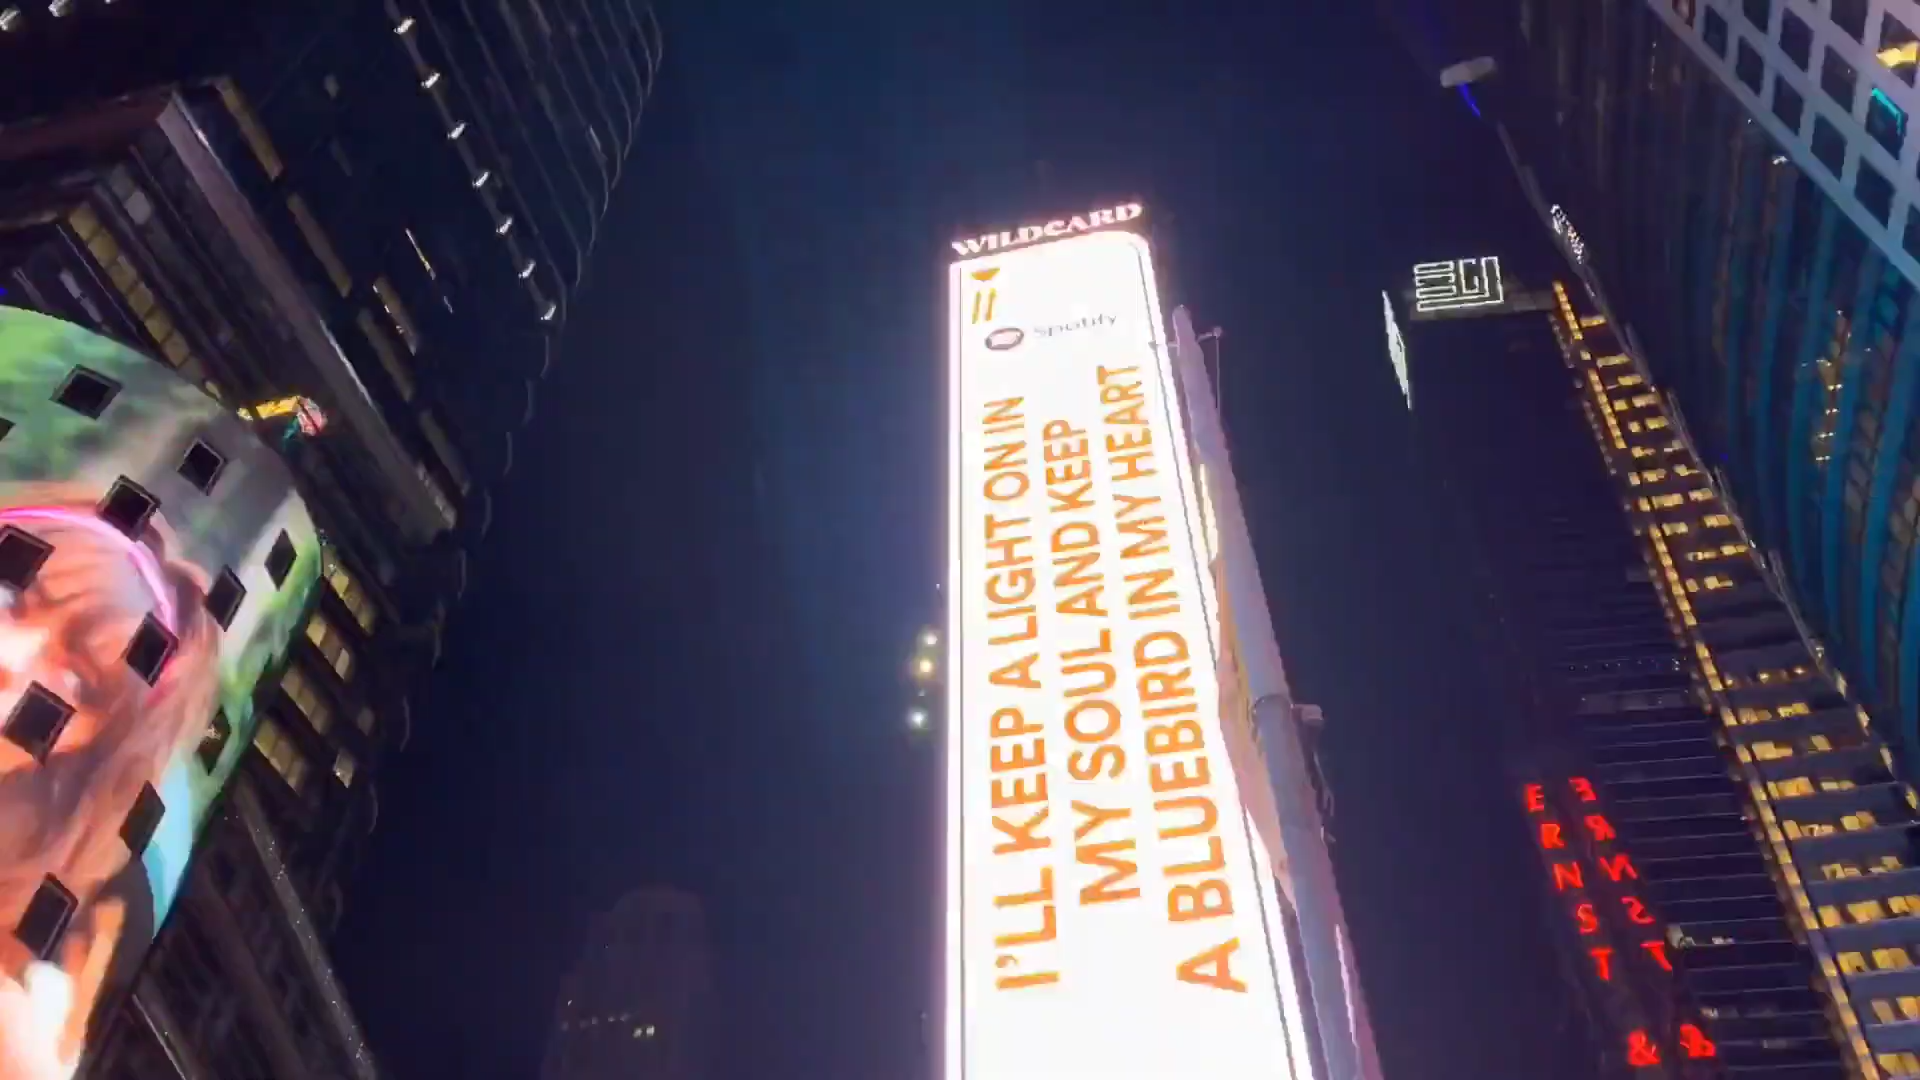 WILDCARD
Spotify
I'LL KEEP A LIGHT ON IN
MY SOUL AND KEEP
A BLUEBIRD IN MY HEART
ERNST
&